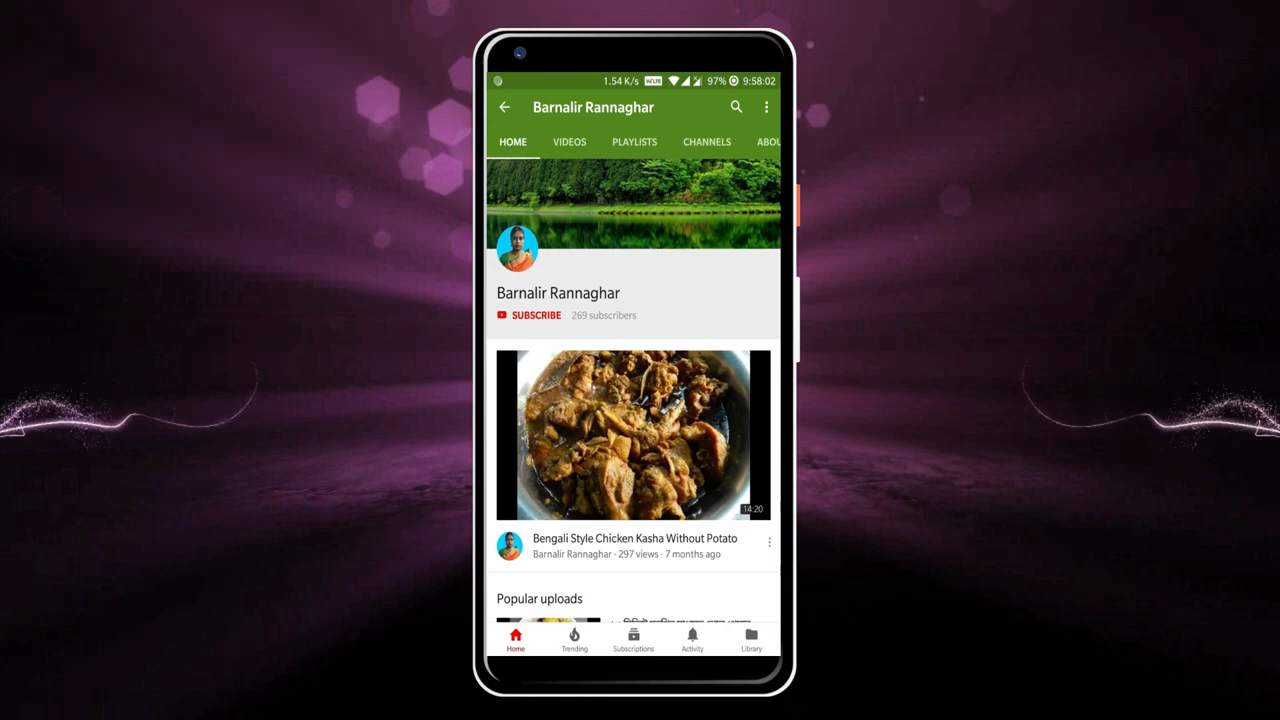 1.54 K/s VoLTE 97% 9:58:02
Barnalir Rannaghar
HOME VIDEOS PLAYLISTS CHANNELS ABOU
Barnalir Rannaghar
SUBSCRIBE 269 subscribers
14:20
Bengali Style Chicken Kasha Without Potato
Barnalir Rannaghar · 297 views · 7 months ago
Popular uploads
Home Trending Subscriptions Activity Library